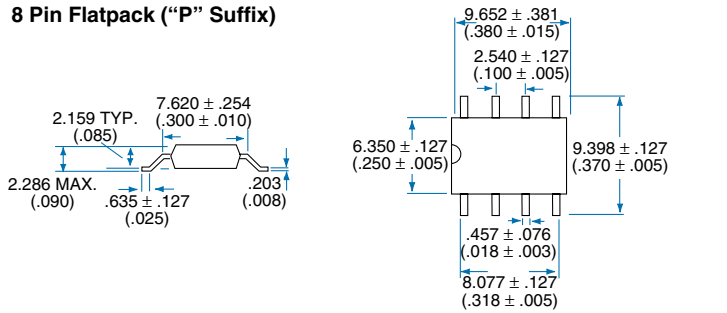 8 Pin Flatpack (“P” Suffix)
2.159 TYP.
(.085)
7.620 ± .254
(.300 ± .010)
2.286 MAX.
(.090)
.635 ± .127
(.025)
.203
(.008)
9.652 ± .381
(.380 ± .015)
2.540 ± .127
(.100 ± .005)
6.350 ± .127
(.250 ± .005)
9.398 ± .127
(.370 ± .005)
.457 ± .076
(.018 ± .003)
8.077 ± .127
(.318 ± .005)